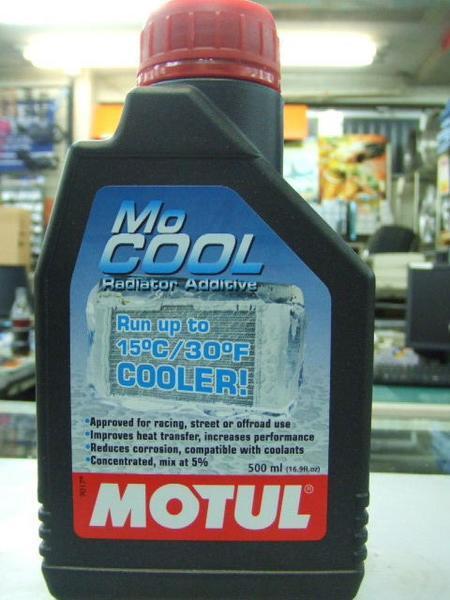 Mo
COOL
Radiator Additive
Run up to
15ºC/30ºF
COOLER!
•Approved for racing, street or offroad use
•Improves heat transfer, increases performance
•Reduces corrosion, compatible with coolants
•Concentrated, mix at 5%
500 ml (16.9fl.oz)
MOTUL®